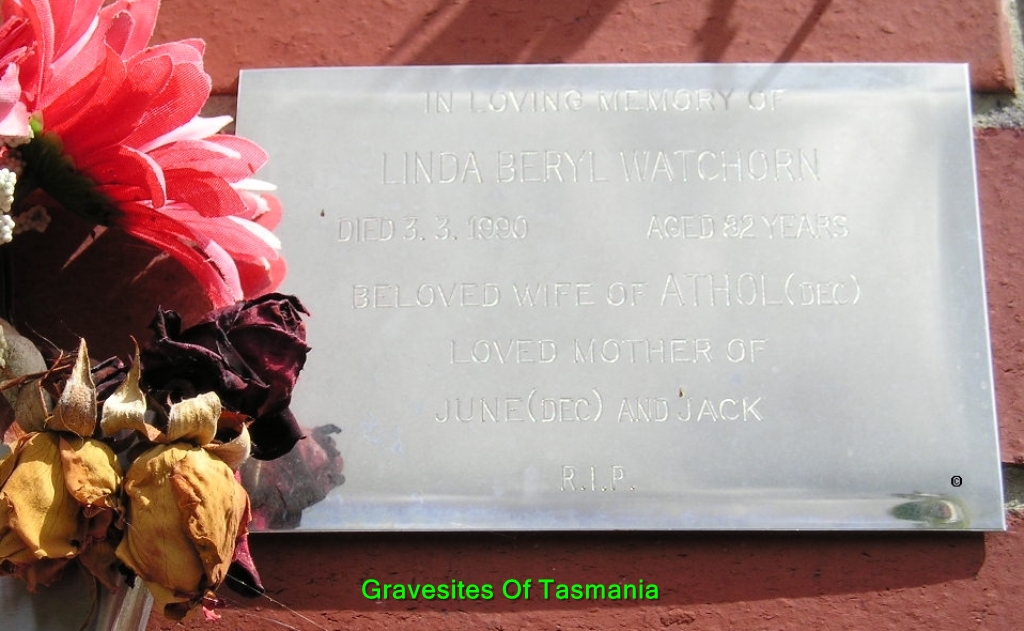 IN LOVING MEMORY OF
LINDA BERYL WATCHORN
DIED 3. 3. 1990 AGED 82 YEARS
BELOVED WIFE OF ATHOL (DEC)
LOVED MOTHER OF
JUNE (DEC) AND JACK
R.I.P.
©
Gravesites Of Tasmania